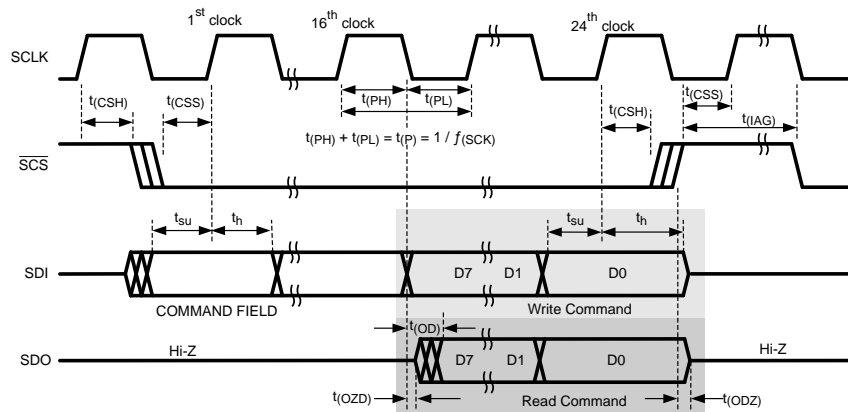 1st clock
16th clock
24th clock
SCLK
t(CSH)
t(CSS)
t(PH)
t(PL)
t(CSH)
t(CSS)
t(IAG)
t(PH) + t(PL) = t(P) = 1 / f(SCK)
SCS
tsu
th
tsu
th
SDI
D7
D1
D0
COMMAND FIELD
Write Command
t(OD)
SDO
Hi-Z
D7
D1
D0
Hi-Z
t(OZD)
Read Command
t(ODZ)